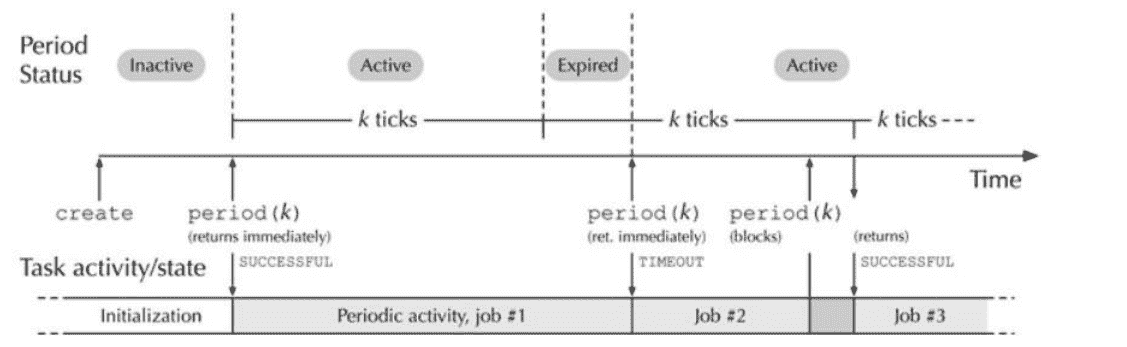 Period
Status
Inactive
Active
Expired
Active
k ticks
k ticks
k ticks
Time
create
period(k)
(returns immediately)
SUCCESSFUL
period(k)
(ret. immediately)
TIMEOUT
period(k)
(blocks)
(returns)
SUCCESSFUL
Task activity/state
Initialization
Periodic activity, job #1
Job #2
Job #3